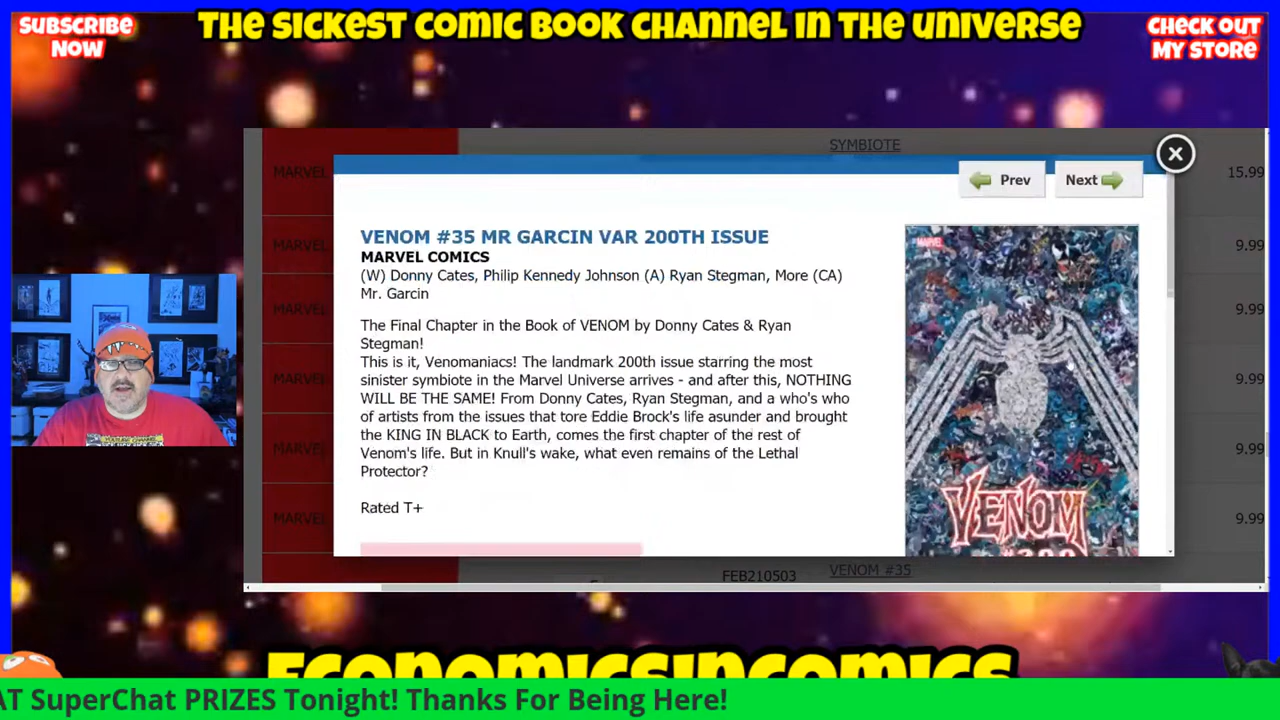 SUBSCRIBE
NOW
THE SICKEST COMIC BOOK CHANNEL IN THE UNIVERSE
CHECK OUT
MY STORE
SYMBIOTE
MARVEL
15.99
Prev
Next
MARVEL
9.99
VENOM #35 MR GARCIN VAR 200TH ISSUE
MARVEL COMICS
(W) Donny Cates, Philip Kennedy Johnson (A) Ryan Stegman, More (CA)
Mr. Garcin
MARVEL
MARVEL
9.99
The Final Chapter in the Book of VENOM by Donny Cates & Ryan
Stegman!
This is it, Venomaniacs! The landmark 200th issue starring the most
sinister symbiote in the Marvel Universe arrives - and after this, NOTHING
WILL BE THE SAME! From Donny Cates, Ryan Stegman, and a who's who
of artists from the issues that tore Eddie Brock's life asunder and brought
the KING IN BLACK to Earth, comes the first chapter of the rest of
Venom's life. But in Knull's wake, what even remains of the Lethal
Protector?
MARVEL
9.99
MARVEL
9.99
Rated T+
VENOM
#200
MARVEL
9.99
FEB210503
VENOM #35
ECONOMICSINCOMICS
AT SuperChat PRIZES Tonight! Thanks For Being Here!